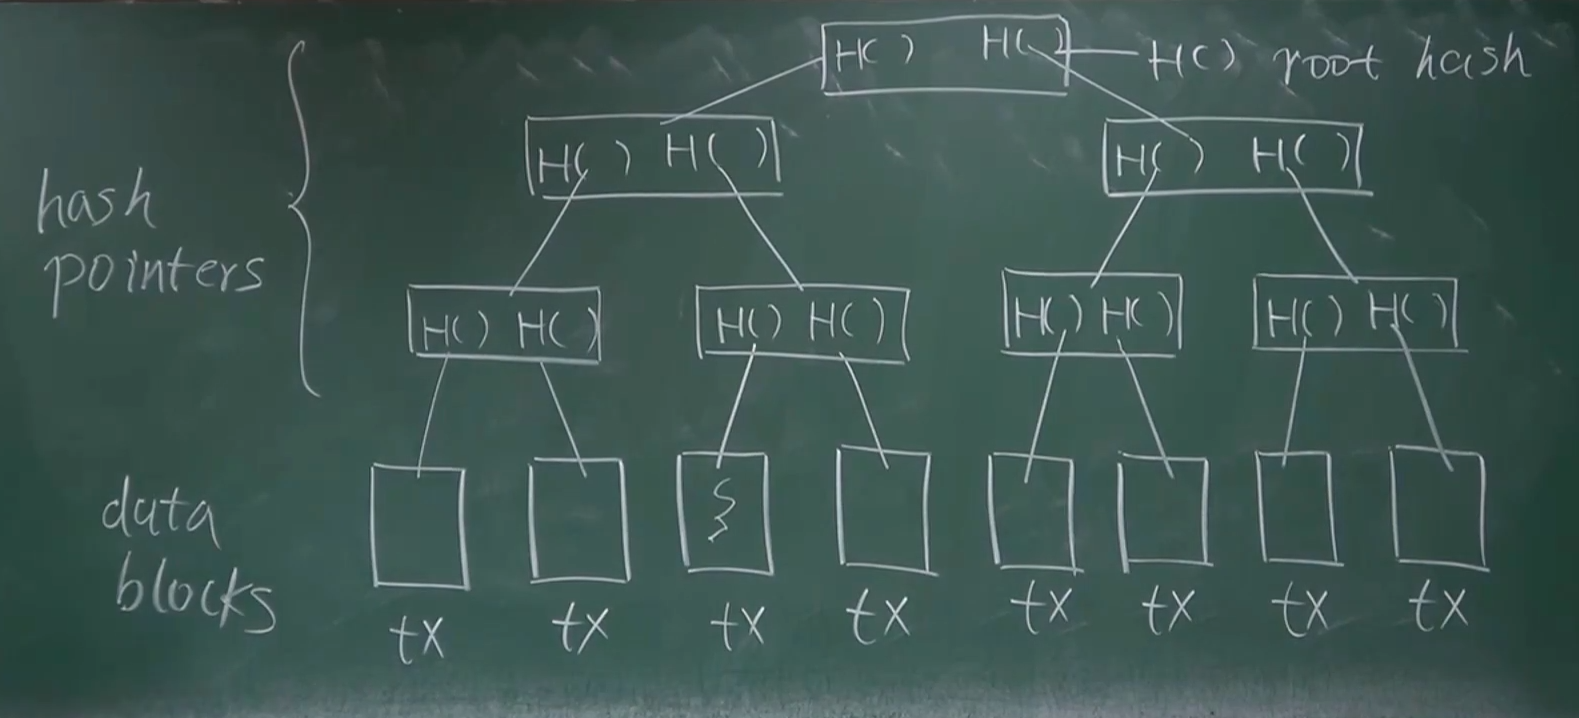 H( ) H( ) H( ) root hash
H( ) H( ) H( ) H( )
hash
pointers
H( ) H( ) H( ) H( ) H( ) H( ) H( ) H( )
data
blocks
tx tx tx tx tx tx tx tx